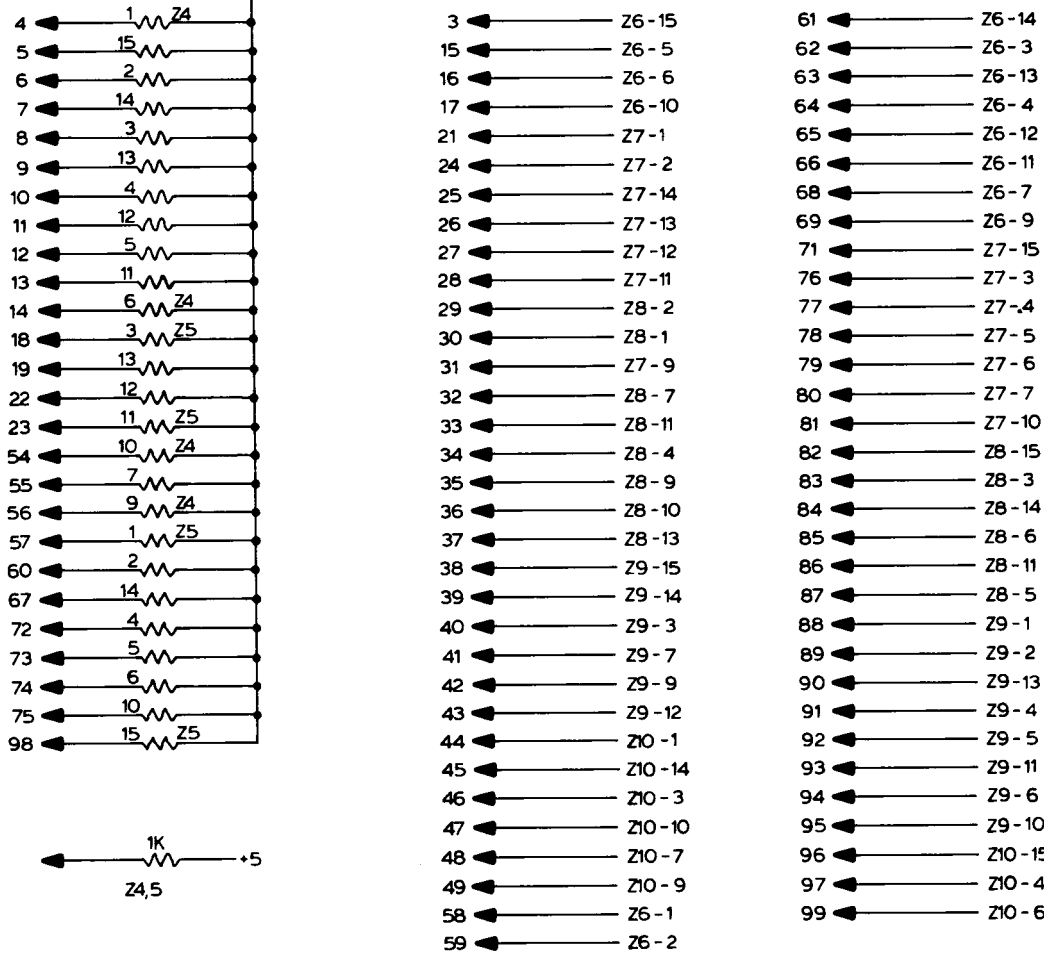 4 1 Z4
5 15
6 2
7 14
8 3
9 13
10 4
11 12
12 5
13 11
14 6 Z4
18 3 Z5
19 13
22 12
23 11 Z5
54 10 Z4
55 7
56 9 Z4
57 1 Z5
60 2
67 14
72 4
73 5
74 6
75 10
98 15 Z5
1K +5
Z4,5
3 Z6-15
15 Z6-5
16 Z6-6
17 Z6-10
21 Z7-1
24 Z7-2
25 Z7-14
26 Z7-13
27 Z7-12
28 Z7-11
29 Z8-2
30 Z8-1
31 Z7-9
32 Z8-7
33 Z8-11
34 Z8-4
35 Z8-9
36 Z8-10
37 Z8-13
38 Z9-15
39 Z9-14
40 Z9-3
41 Z9-7
42 Z9-9
43 Z9-12
44 Z10-1
45 Z10-14
46 Z10-3
47 Z10-10
48 Z10-7
49 Z10-9
58 Z6-1
59 Z6-2
61 Z6-14
62 Z6-3
63 Z6-13
64 Z6-4
65 Z6-12
66 Z6-11
68 Z6-7
69 Z6-9
71 Z7-15
76 Z7-3
77 Z7-4
78 Z7-5
79 Z7-6
80 Z7-7
81 Z7-10
82 Z8-15
83 Z8-3
84 Z8-14
85 Z8-6
86 Z8-11
87 Z8-5
88 Z9-1
89 Z9-2
90 Z9-13
91 Z9-4
92 Z9-5
93 Z9-11
94 Z9-6
95 Z9-10
96 Z10-15
97 Z10-4
99 Z10-6